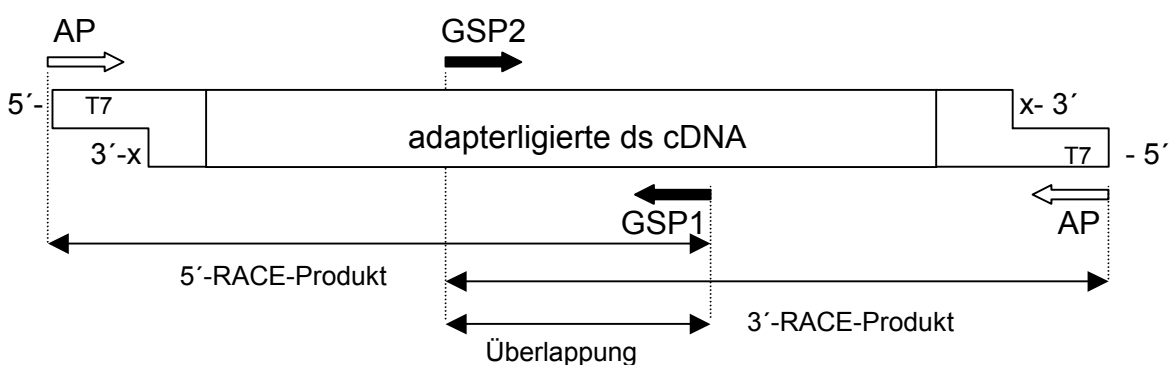 AP GSP2
5´- T7 x- 3´
adapterligierte ds cDNA
3´-x T7 - 5´
GSP1 AP
5´-RACE-Produkt
3´-RACE-Produkt
Überlappung